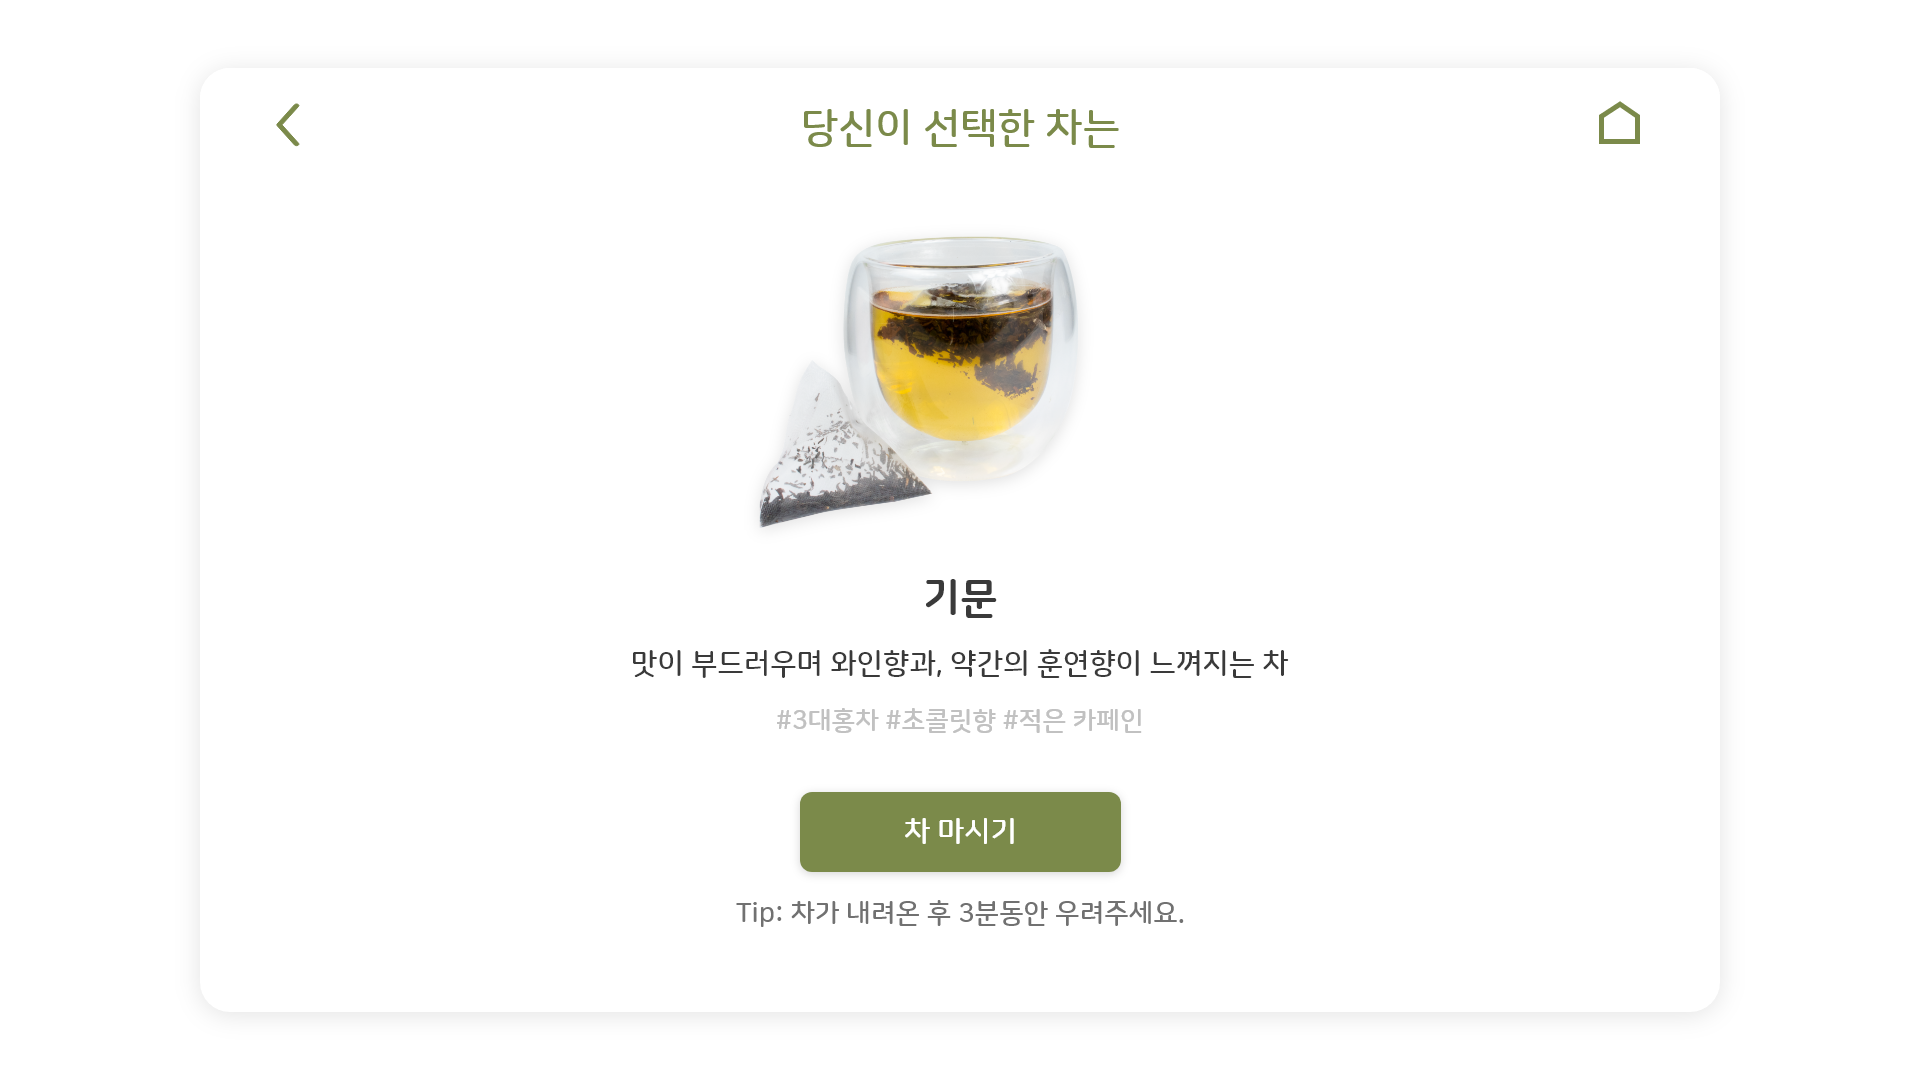 당신이 선택한 차는
기문
맛이 부드러우며 와인향과, 약간의 훈연향이 느껴지는 차
#3대홍차 #초콜릿향 #적은 카페인
차 마시기
Tip: 차가 내려온 후 3분동안 우려주세요.